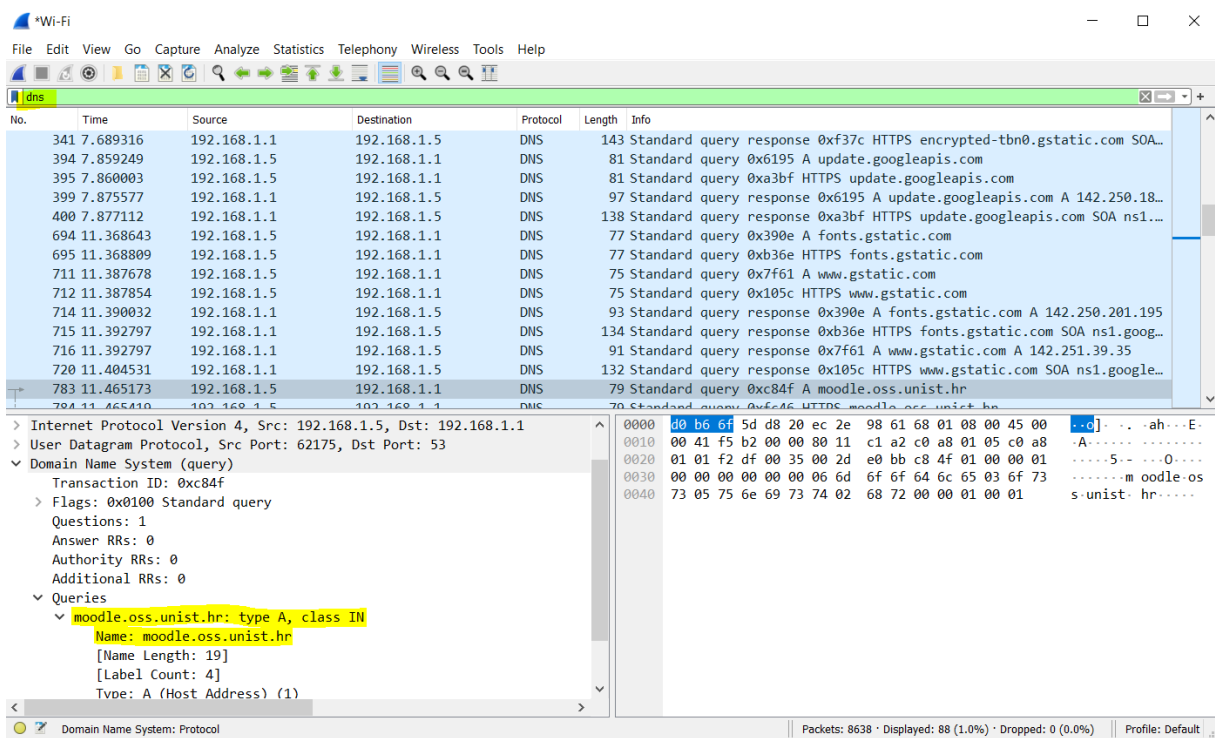 *Wi-Fi
File Edit View Go Capture Analyze Statistics Telephony Wireless Tools Help
dns
No. Time Source Destination Protocol Length Info
341 7.689316 192.168.1.1 192.168.1.5 DNS 143 Standard query response 0xf37c HTTPS encrypted-tbn0.gstatic.com SOA…
394 7.859249 192.168.1.5 192.168.1.1 DNS 81 Standard query 0x6195 A update.googleapis.com
395 7.860003 192.168.1.5 192.168.1.1 DNS 81 Standard query 0xa3bf HTTPS update.googleapis.com
399 7.875577 192.168.1.1 192.168.1.5 DNS 97 Standard query response 0x6195 A update.googleapis.com A 142.250.18…
400 7.877112 192.168.1.1 192.168.1.5 DNS 138 Standard query response 0xa3bf HTTPS update.googleapis.com SOA ns1.…
694 11.368643 192.168.1.5 192.168.1.1 DNS 77 Standard query 0x390e A fonts.gstatic.com
695 11.368809 192.168.1.5 192.168.1.1 DNS 77 Standard query 0xb36e HTTPS fonts.gstatic.com
711 11.387678 192.168.1.5 192.168.1.1 DNS 75 Standard query 0x7f61 A www.gstatic.com
712 11.387854 192.168.1.5 192.168.1.1 DNS 75 Standard query 0x105c HTTPS www.gstatic.com
714 11.390032 192.168.1.1 192.168.1.5 DNS 93 Standard query response 0x390e A fonts.gstatic.com A 142.250.201.195
715 11.392797 192.168.1.1 192.168.1.5 DNS 134 Standard query response 0xb36e HTTPS fonts.gstatic.com SOA ns1.goog…
716 11.392797 192.168.1.1 192.168.1.5 DNS 91 Standard query response 0x7f61 A www.gstatic.com A 142.251.39.35
720 11.404531 192.168.1.1 192.168.1.5 DNS 132 Standard query response 0x105c HTTPS www.gstatic.com SOA ns1.google…
783 11.465173 192.168.1.5 192.168.1.1 DNS 79 Standard query 0xc84f A moodle.oss.unist.hr
784 11.465419 192.168.1.5 192.168.1.1 DNS 79 Standard query 0xfc46 HTTPS moodle.oss.unist.hr
> Internet Protocol Version 4, Src: 192.168.1.5, Dst: 192.168.1.1
> User Datagram Protocol, Src Port: 62175, Dst Port: 53
Domain Name System (query)
Transaction ID: 0xc84f
> Flags: 0x0100 Standard query
Questions: 1
Answer RRs: 0
Authority RRs: 0
Additional RRs: 0
Queries
moodle.oss.unist.hr: type A, class IN
Name: moodle.oss.unist.hr
[Name Length: 19]
[Label Count: 4]
Type: A (Host Address) (1)
0000 d0 b6 6f 5d d8 20 ec 2e 98 61 68 01 08 00 45 00 ··o]· ·. ·ah···E·
0010 00 41 f5 b2 00 00 80 11 c1 a2 c0 a8 01 05 c0 a8 ·A······ ········
0020 01 01 f2 df 00 35 00 2d e0 bb c8 4f 01 00 00 01 ·····5·- ···O····
0030 00 00 00 00 00 00 06 6d 6f 6f 64 6c 65 03 6f 73 ·······m oodle·os
0040 73 05 75 6e 69 73 74 02 68 72 00 00 01 00 01 s·unist· hr·····
Domain Name System: Protocol
Packets: 8638 · Displayed: 88 (1.0%) · Dropped: 0 (0.0%)
Profile: Default